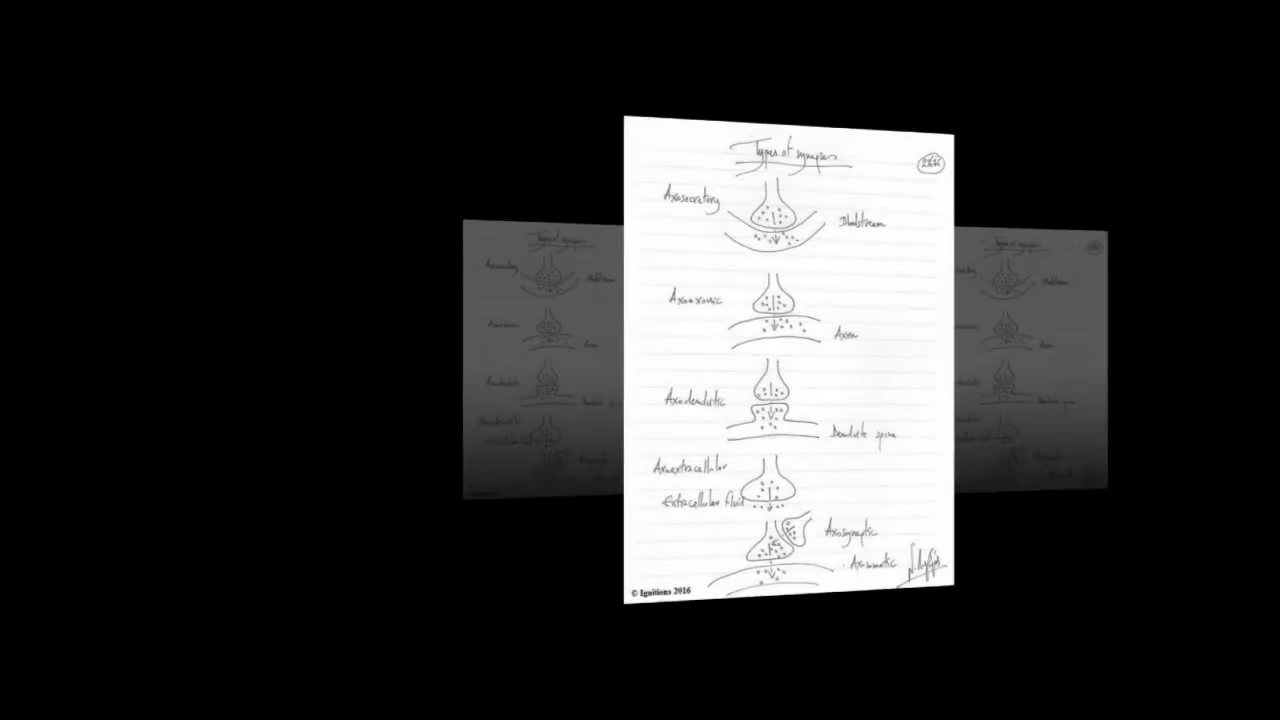 Types of synapses
Axosecretory
Bloodstream
Axoaxonic
Axon
Axodendritic
Dendrite spine
Axoextracellular
Extracellular fluid
Axosynaptic
Axosomatic
© Ignitions 2016